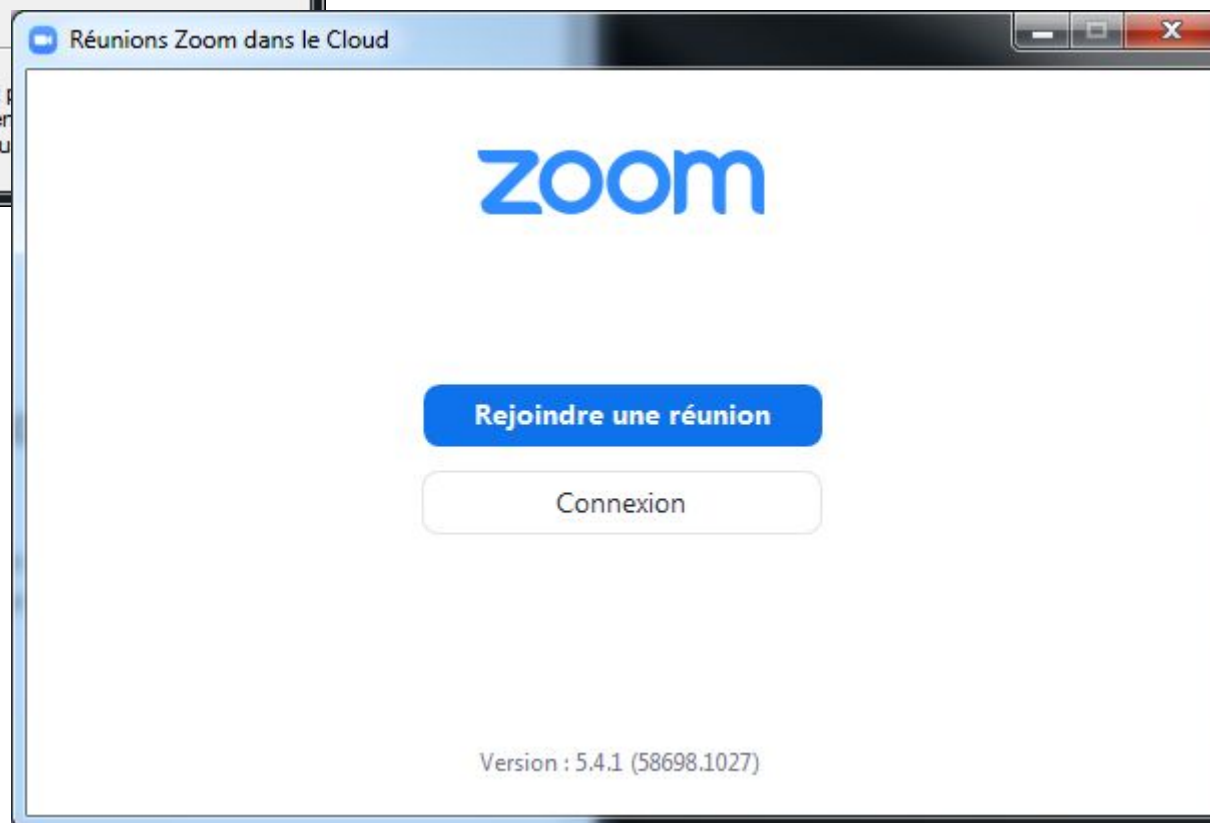 Réunions Zoom dans le Cloud
zoom
Rejoindre une réunion
Connexion
Version : 5.4.1 (58698.1027)